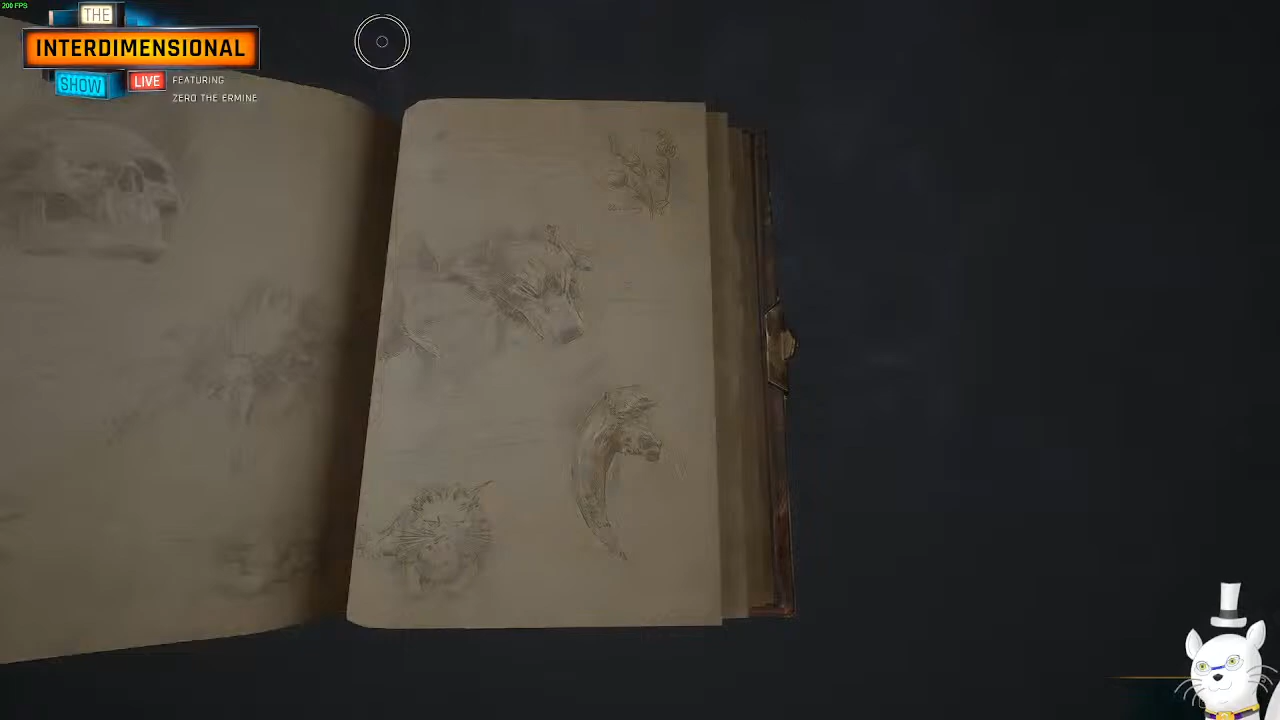 200 FPS
THE
INTERDIMENSIONAL
SHOW
LIVE
FEATURING
ZERO THE ERMINE